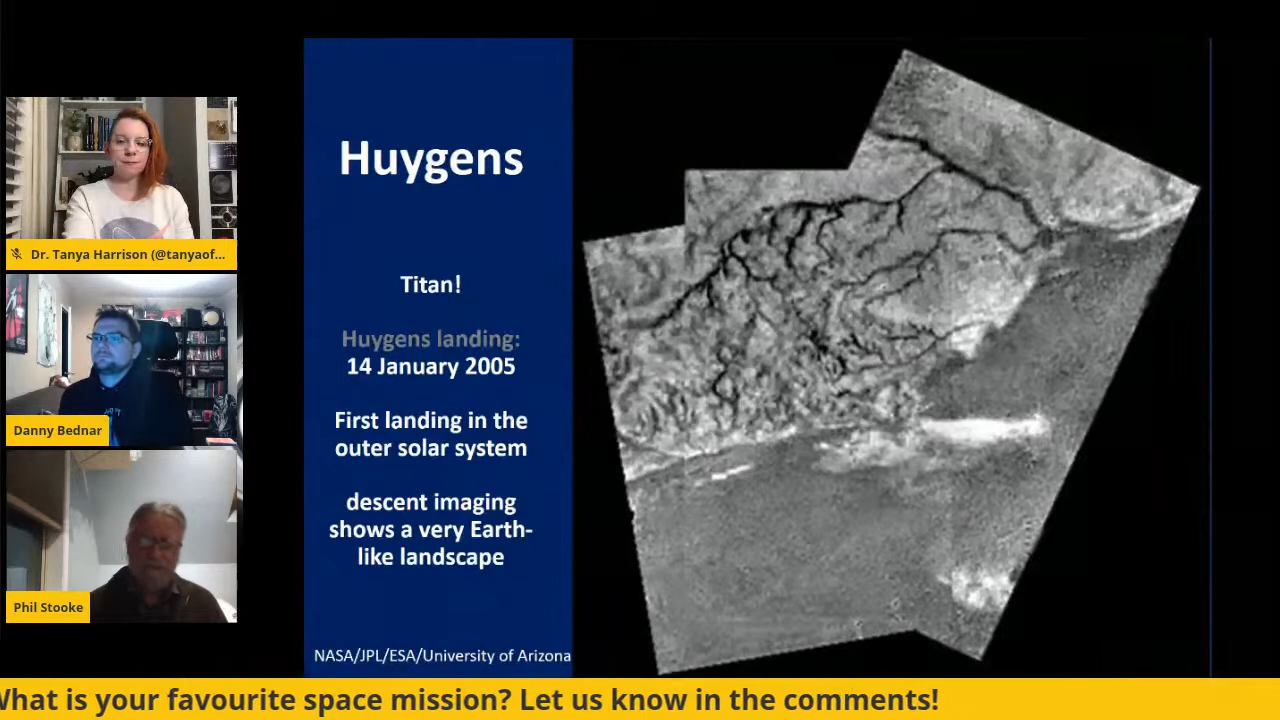 Huygens
Titan!
Huygens landing:
14 January 2005
First landing in the
outer solar system
descent imaging
shows a very Earth-
like landscape
NASA/JPL/ESA/University of Arizona
Dr. Tanya Harrison (@tanyaof...
Danny Bednar
Phil Stooke
What is your favourite space mission? Let us know in the comments!